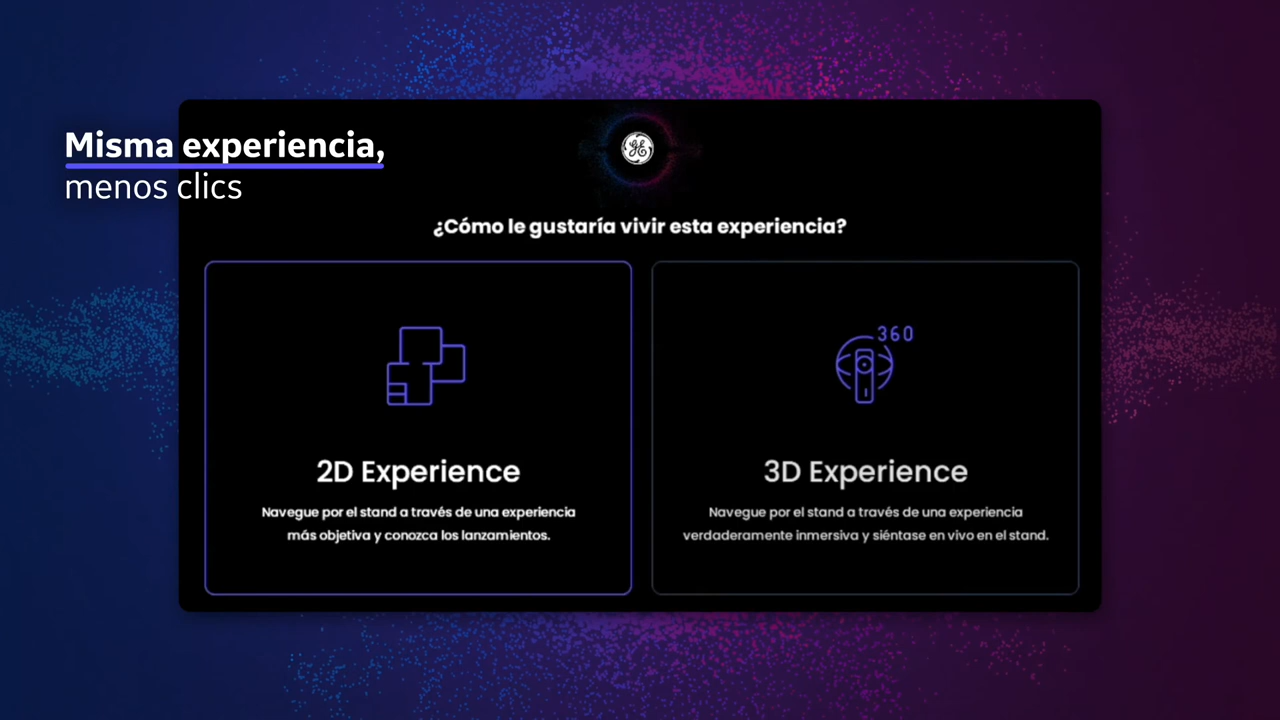 Misma experiencia,
menos clics
GE
¿Cómo le gustaría vivir esta experiencia?
360
2D Experience
Navegue por el stand a través de una experiencia
más objetiva y conozca los lanzamientos.
3D Experience
Navegue por el stand a través de una experiencia
verdaderamente inmersiva y siéntase en vivo en el stand.